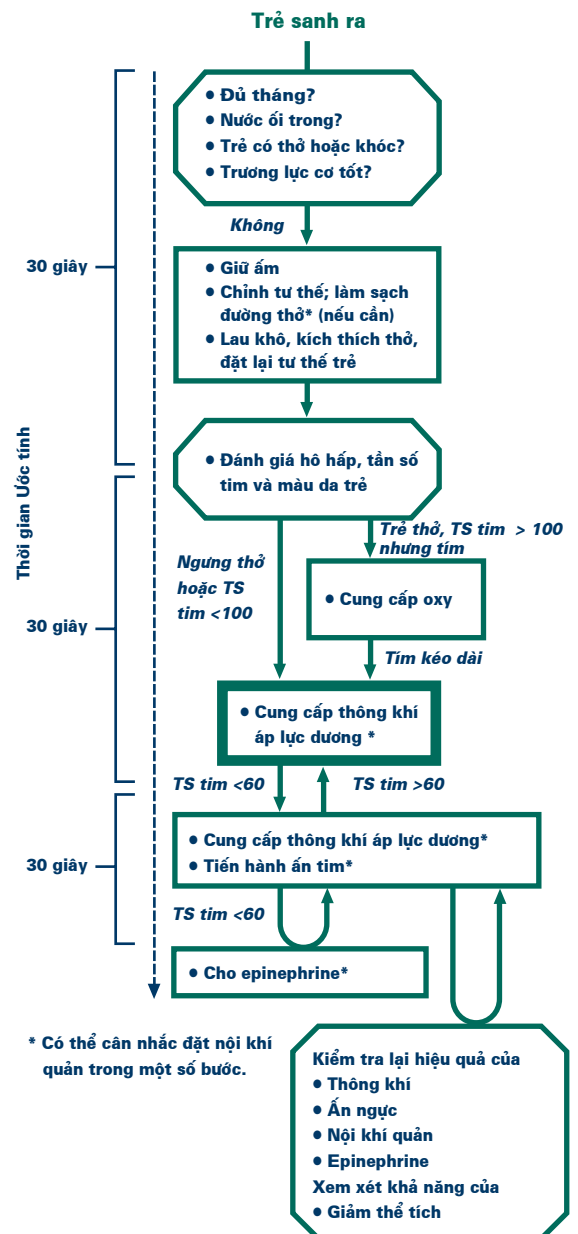 Trẻ sanh ra
• Đủ tháng?
• Nước ối trong?
• Trẻ có thở hoặc khóc?
• Trương lực cơ tốt?
Không
30 giây
• Giữ ấm
• Chỉnh tư thế; làm sạch
đường thở* (nếu cần)
• Lau khô, kích thích thở,
đặt lại tư thế trẻ
• Đánh giá hô hấp, tần số
tim và màu da trẻ
Thời gian Ước tính
Trẻ thở, TS tim > 100
nhưng tím
Ngưng thở
hoặc TS
tim <100
• Cung cấp oxy
30 giây
Tím kéo dài
• Cung cấp thông khí
áp lực dương *
TS tim <60
TS tim >60
• Cung cấp thông khí áp lực dương*
• Tiến hành ấn tim*
30 giây
TS tim <60
• Cho epinephrine*
* Có thể cân nhắc đặt nội khí
quản trong một số bước.
Kiểm tra lại hiệu quả của
• Thông khí
• Ấn ngực
• Nội khí quản
• Epinephrine
Xem xét khả năng của
• Giảm thể tích